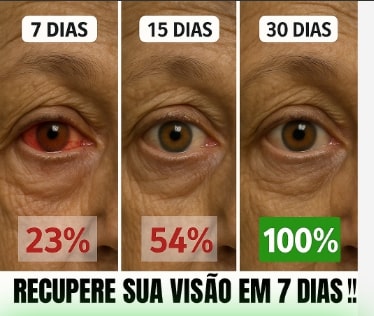 7 DIAS
15 DIAS
30 DIAS
23%
54%
100%
RECUPERE SUA VISÃO EM 7 DIAS!!